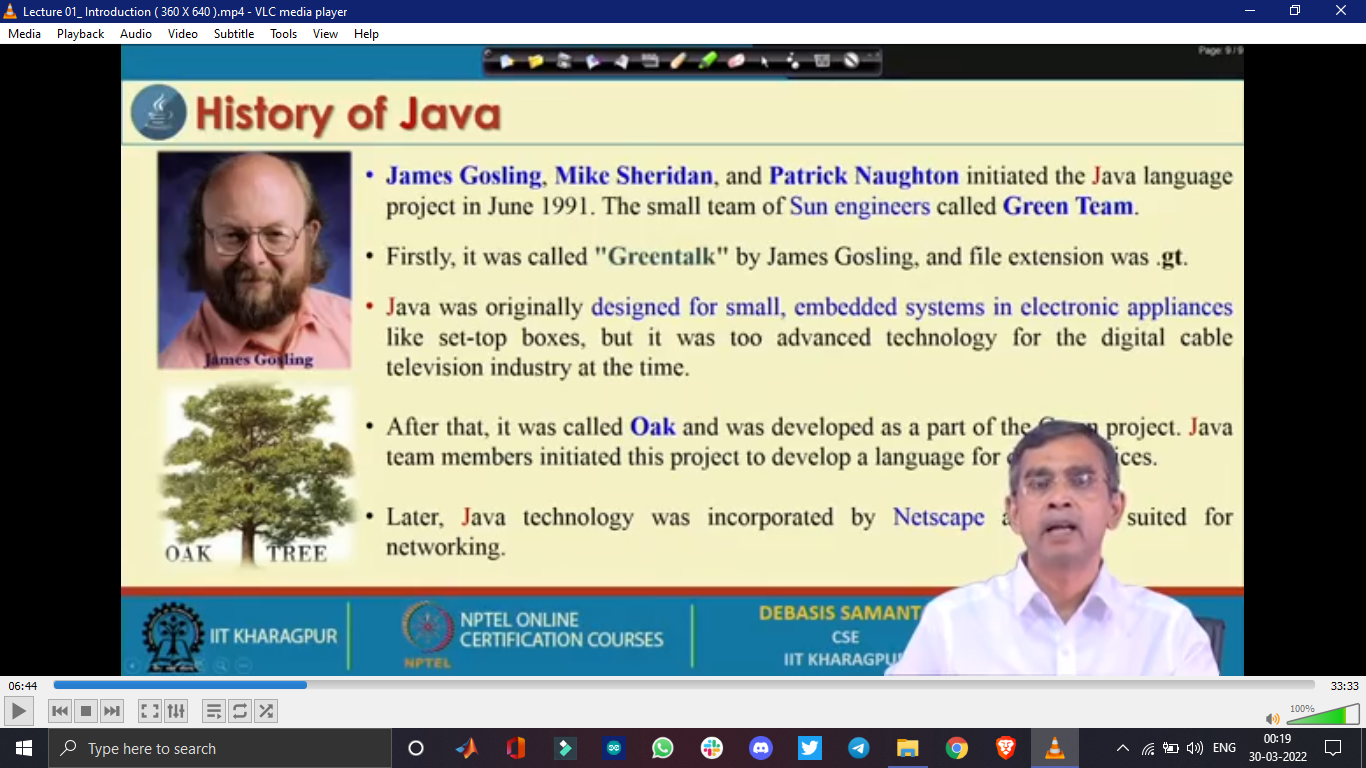 Lecture 01_ Introduction ( 360 X 640 ).mp4 - VLC media player
Media Playback Audio Video Subtitle Tools View Help
Page: 9 / 9
History of Java
• James Gosling, Mike Sheridan, and Patrick Naughton initiated the Java language
project in June 1991. The small team of Sun engineers called Green Team.
• Firstly, it was called "Greentalk" by James Gosling, and file extension was .gt.
• Java was originally designed for small, embedded systems in electronic appliances
like set-top boxes, but it was too advanced technology for the digital cable
television industry at the time.
James Gosling
• After that, it was called Oak and was developed as a part of the project. Java
team members initiated this project to develop a language for
• Later, Java technology was incorporated by Netscape suited for
networking.
OAK TREE
IIT KHARAGPUR
NPTEL
NPTEL ONLINE
CERTIFICATION COURSES
DEBASIS SAMANT
CSE
IIT KHARAGPU
06:44
33:33
100%
Type here to search
ENG
00:19
30-03-2022